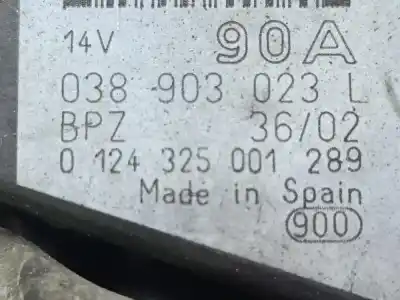 14V 90A
038 903 023 L
BPZ 36/02
0 124 325 001 289
Made in Spain
900